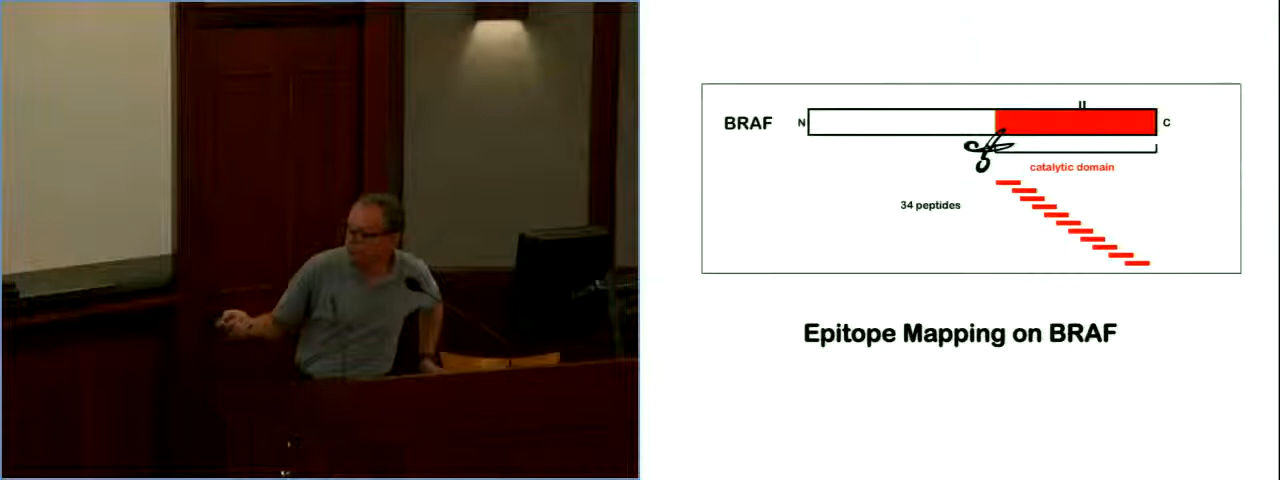 BRAF
N
C
catalytic domain
34 peptides
Epitope Mapping on BRAF